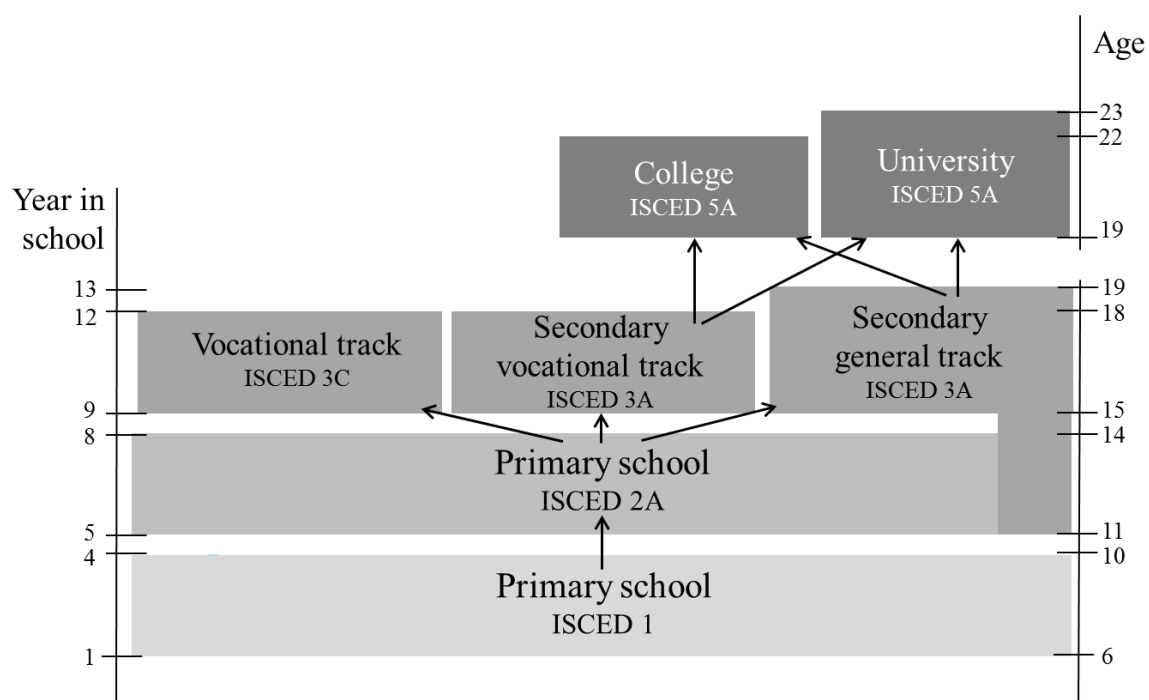 Age
23
22
College
ISCED 5A
University
ISCED 5A
Year in
school
19
13
19
12
18
Vocational track
ISCED 3C
Secondary
vocational track
ISCED 3A
Secondary
general track
ISCED 3A
9
15
8
14
Primary school
ISCED 2A
5
11
4
10
Primary school
ISCED 1
1
6